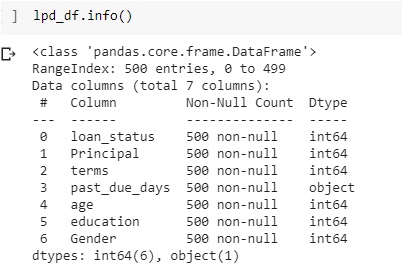 [ ] lpd_df.info()
<class 'pandas.core.frame.DataFrame'>
RangeIndex: 500 entries, 0 to 499
Data columns (total 7 columns):
 #   Column         Non-Null Count  Dtype
---  ------         --------------  -----
 0   loan_status    500 non-null    int64
 1   Principal      500 non-null    int64
 2   terms          500 non-null    int64
 3   past_due_days  500 non-null    object
 4   age            500 non-null    int64
 5   education      500 non-null    int64
 6   Gender         500 non-null    int64
dtypes: int64(6), object(1)